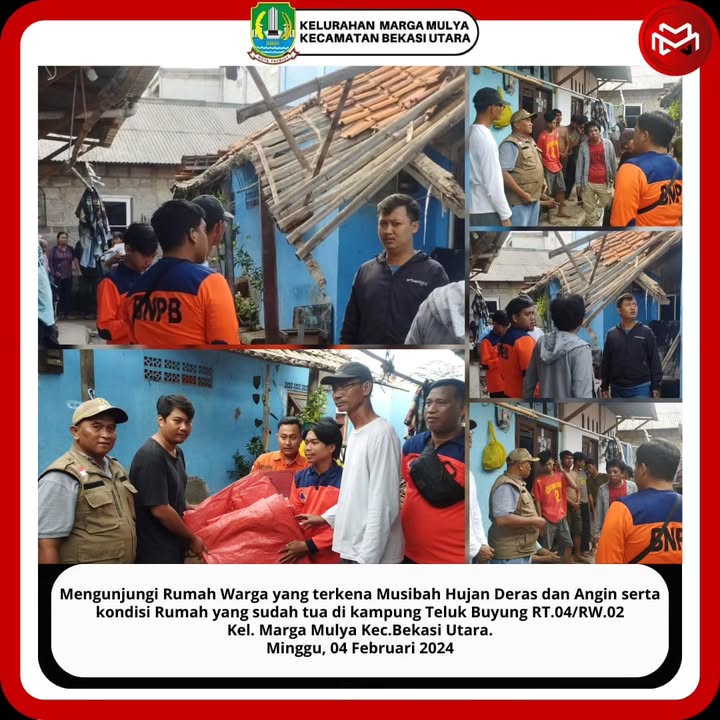 KELURAHAN MARGA MULYA
KECAMATAN BEKASI UTARA
BNPB
BNPB
Mengunjungi Rumah Warga yang terkena Musibah Hujan Deras dan Angin serta
kondisi Rumah yang sudah tua di kampung Teluk Buyung RT.04/RW.02
Kel. Marga Mulya Kec.Bekasi Utara.
Minggu, 04 Februari 2024